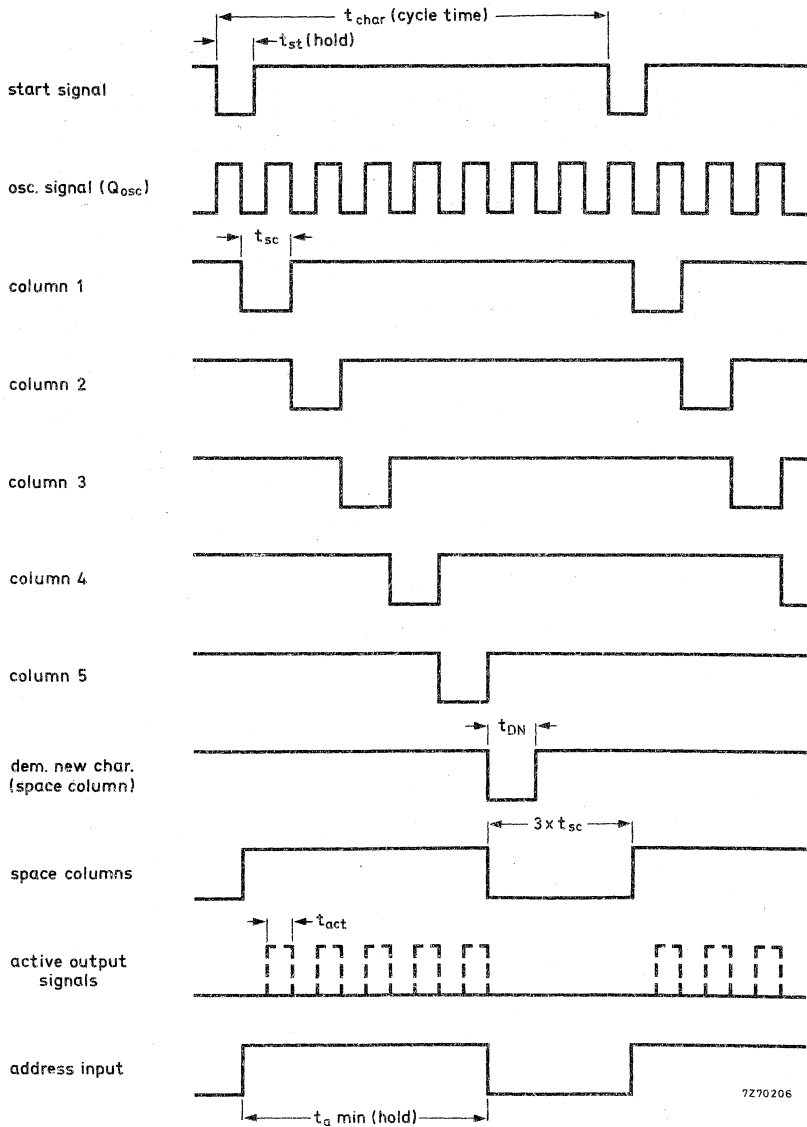 t char (cycle time)
t st (hold)
start signal
osc. signal (Qosc)
t sc
column 1
column 2
column 3
column 4
column 5
t DN
dem. new char.
(space column)
3 x t sc
space columns
t act
active output
signals
address input
7Z70206
t a min (hold)